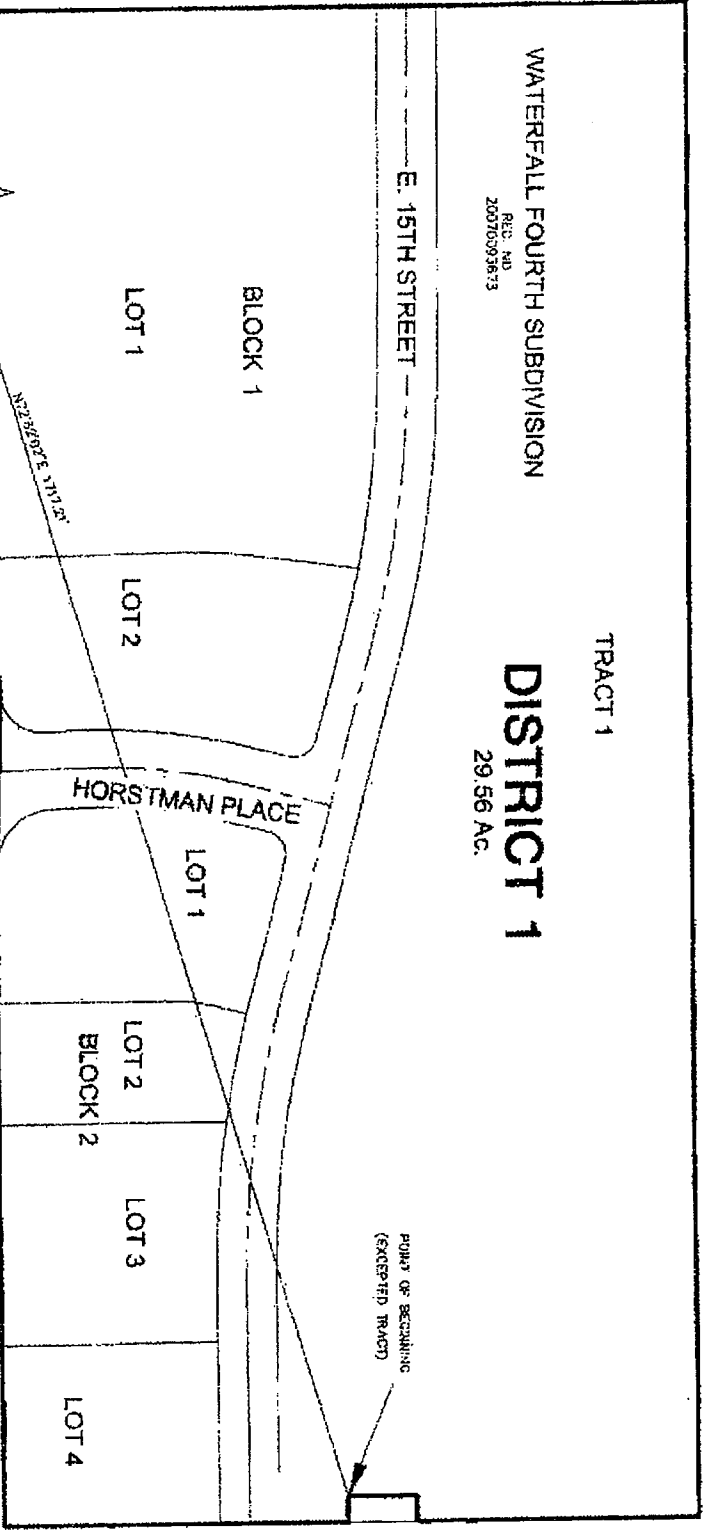 TRACT 1
WATERFALL FOURTH SUBDIVISION
REC. NO
20070093673
DISTRICT 1
29.56 Ac.
E. 15TH STREET
POINT OF BEGINNING
(EXCEPTED TRACT)
BLOCK 1
LOT 1
LOT 2
HORSTMAN PLACE
LOT 1
LOT 2
BLOCK 2
LOT 3
LOT 4